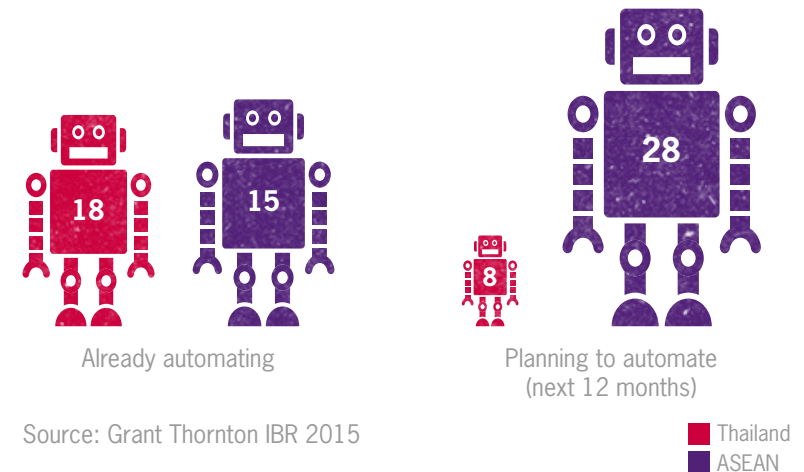 18
15
8
28
Already automating
Planning to automate
(next 12 months)
Source: Grant Thornton IBR 2015
Thailand
ASEAN